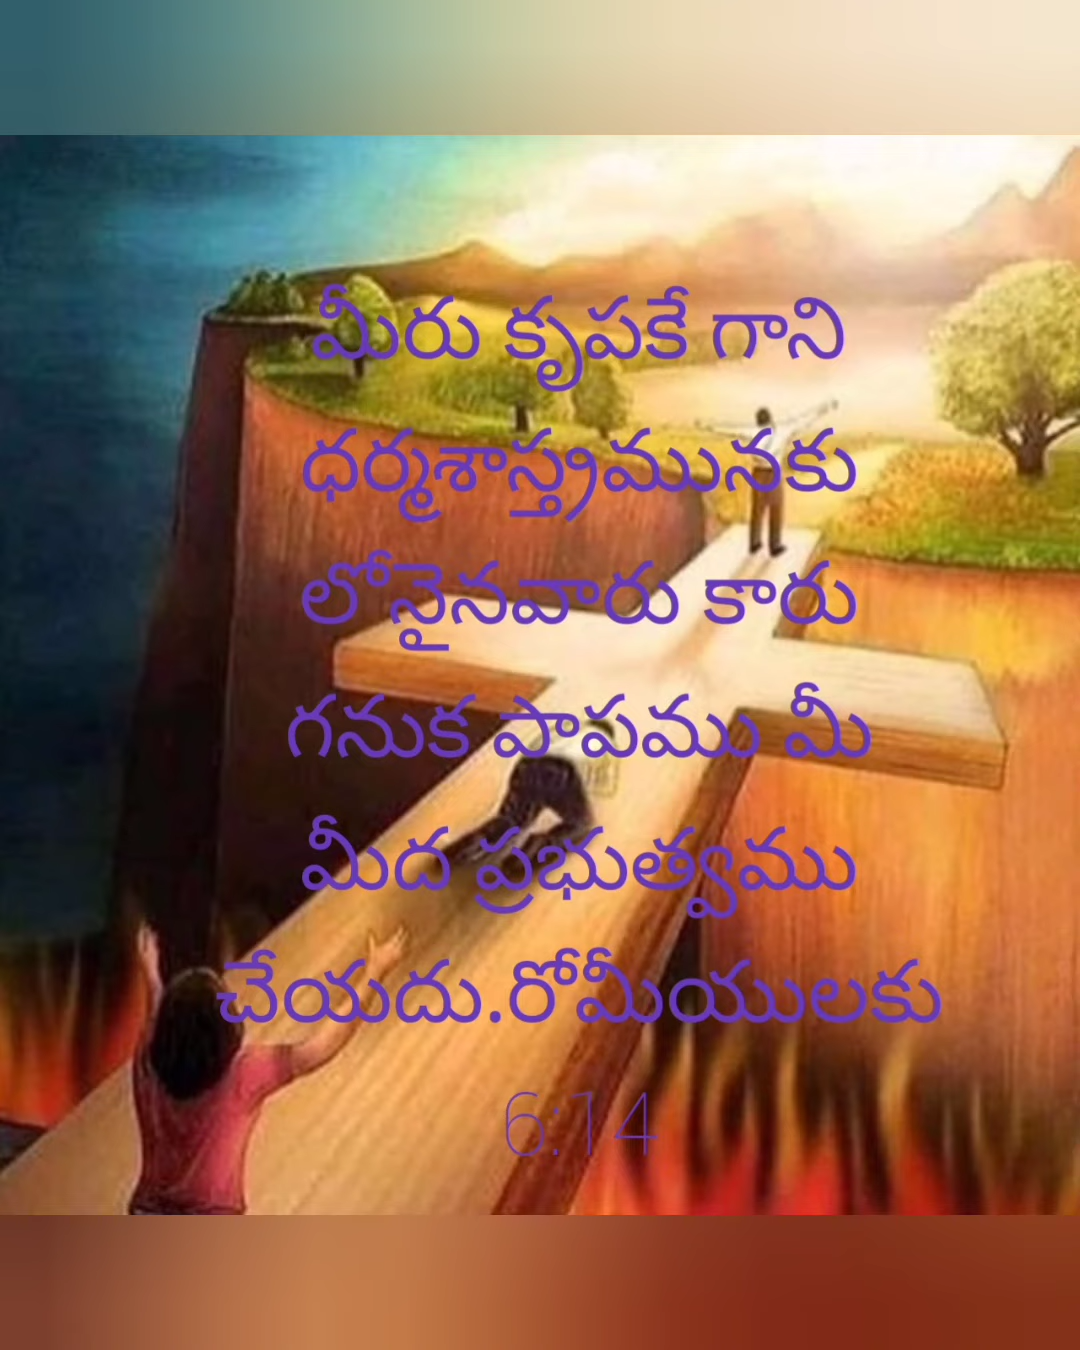 మీరు కృపకే గాని
ధర్మశాస్త్రమునకు
లోనైనవారు కారు
గనుక పాపము మీ
మీద ప్రభుత్వము
చేయదు.రోమీయులకు
6:14